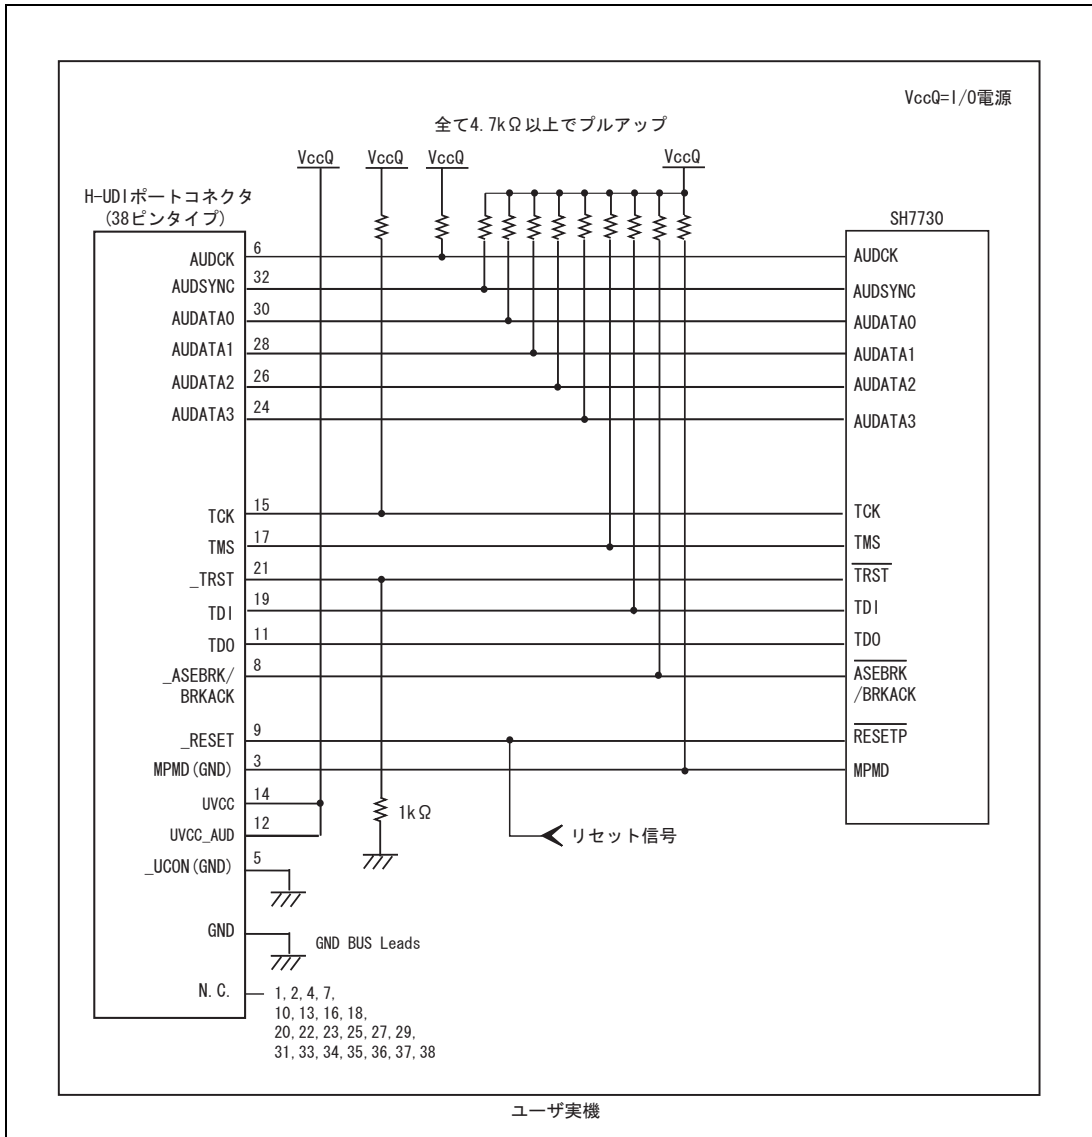 VccQ=I/O電源
全て4.7kΩ以上でプルアップ
VccQ VccQ VccQ VccQ
H-UDIポートコネクタ
(38ピンタイプ)
SH7730
AUDCK 6 AUDCK
AUDSYNC 32 AUDSYNC
AUDATA0 30 AUDATA0
AUDATA1 28 AUDATA1
AUDATA2 26 AUDATA2
AUDATA3 24 AUDATA3
TCK 15 TCK
TMS 17 TMS
_TRST 21 TRST
TDI 19 TDI
TDO 11 TDO
_ASEBRK/ 8 ASEBRK
BRKACK /BRKACK
_RESET 9 RESETP
MPMD(GND) 3 MPMD
UVCC 14
1kΩ
UVCC_AUD 12
リセット信号
_UCON(GND) 5
GND
GND BUS Leads
N.C. 1,2,4,7,
10,13,16,18,
20,22,23,25,27,29,
31,33,34,35,36,37,38
ユーザ実機